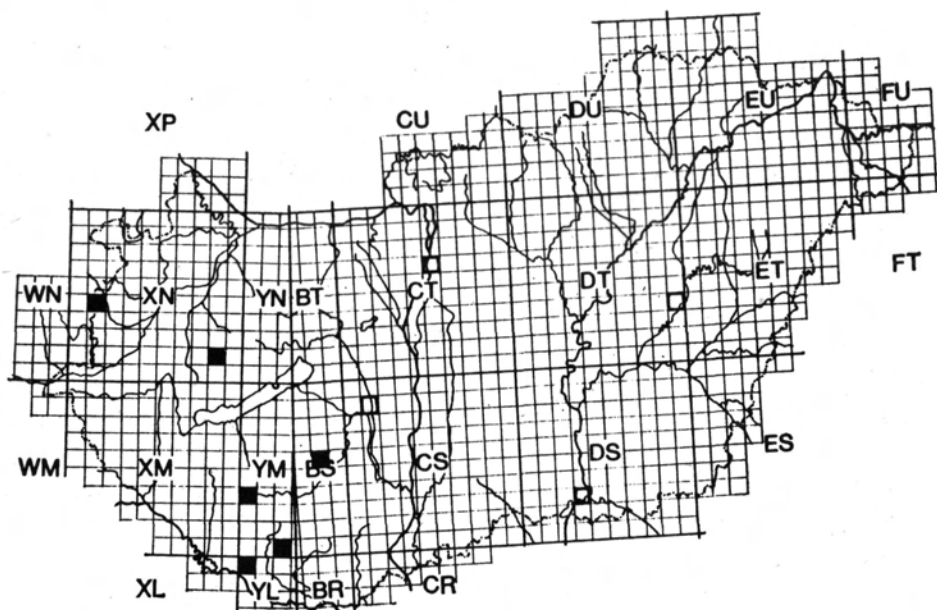 XP CU DU EU FU
WN XN YN BT CT DT ET FT
WM XM YM BS CS DS ES
XL YL BR CR